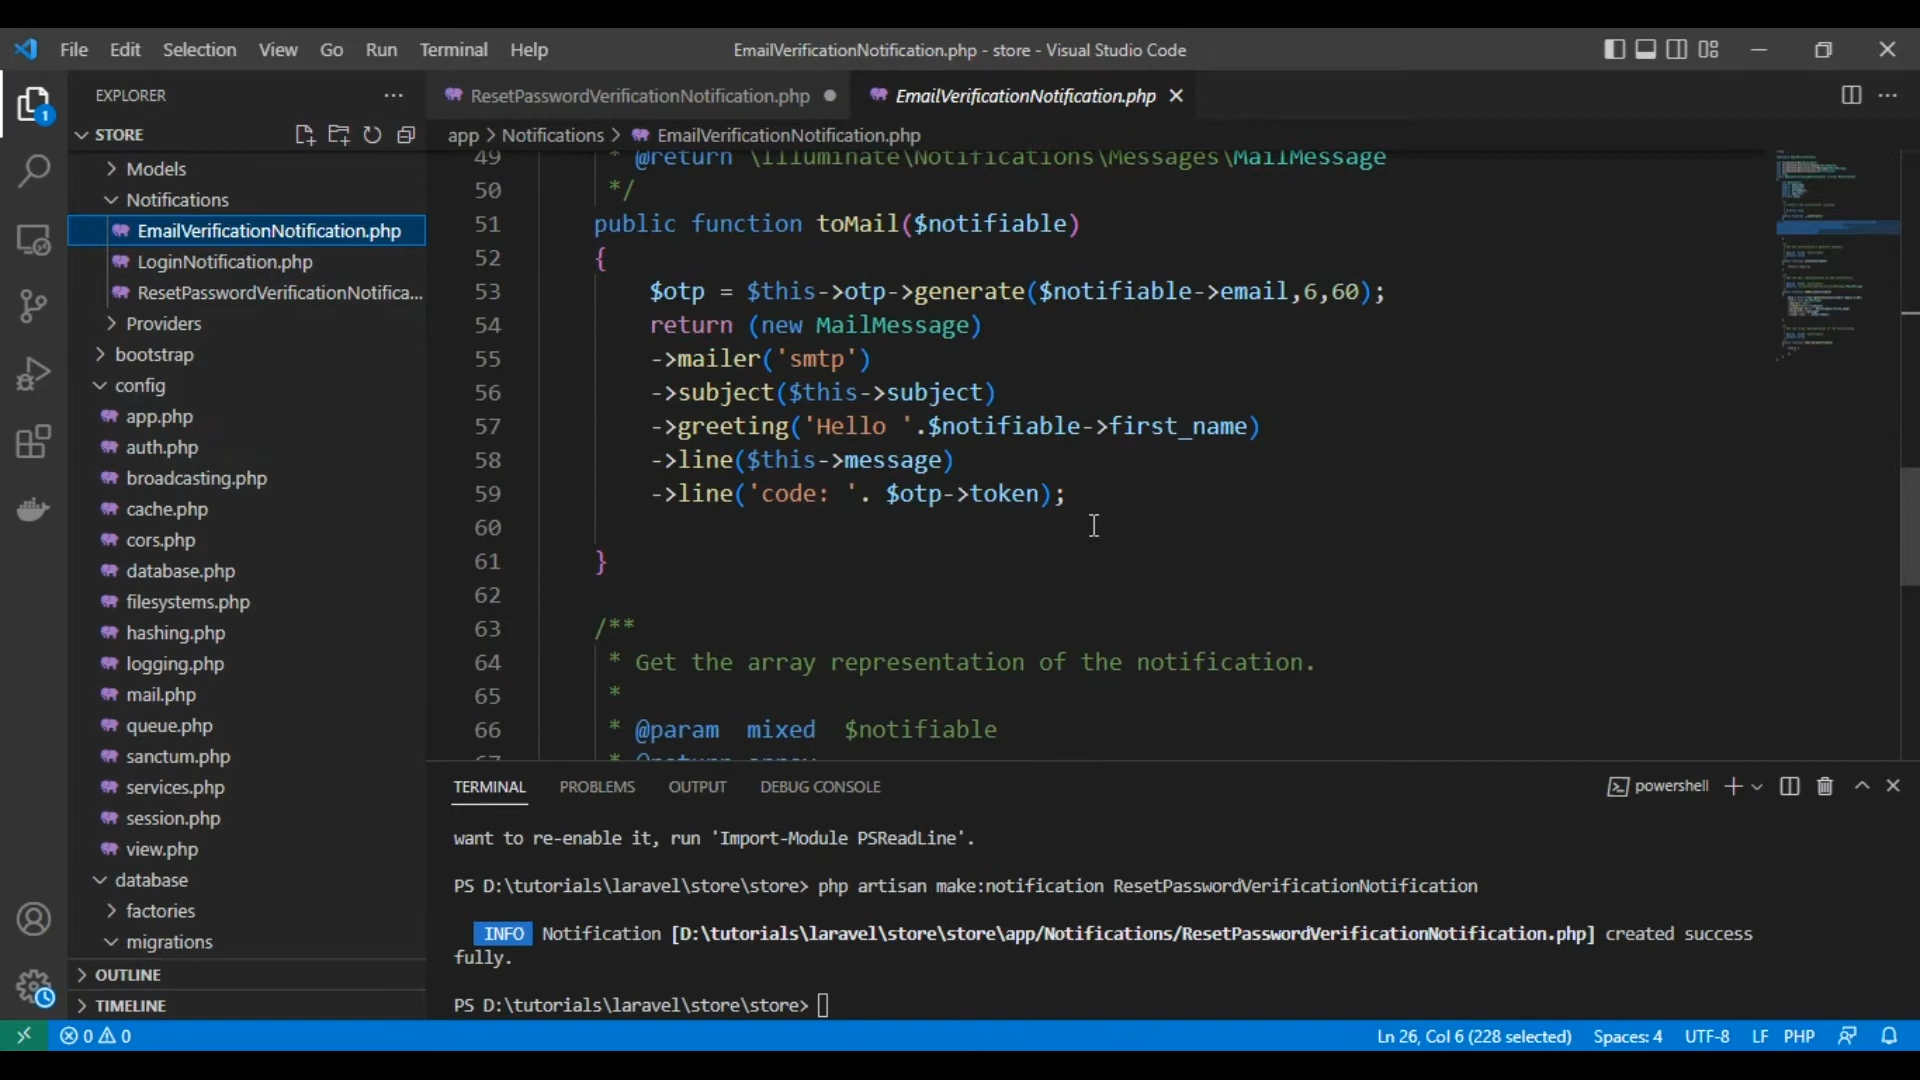 File Edit Selection View Go Run Terminal Help
EmailVerificationNotification.php - store - Visual Studio Code
EXPLORER
STORE
Models
Notifications
EmailVerificationNotification.php
LoginNotification.php
ResetPasswordVerificationNotifica...
Providers
bootstrap
config
app.php
auth.php
broadcasting.php
cache.php
cors.php
database.php
filesystems.php
hashing.php
logging.php
mail.php
queue.php
sanctum.php
services.php
session.php
view.php
database
factories
migrations
OUTLINE
TIMELINE
1
ResetPasswordVerificationNotification.php
EmailVerificationNotification.php
app > Notifications > EmailVerificationNotification.php
49 * @return \Illuminate\Notifications\Messages\MailMessage
50 */
51 public function toMail($notifiable)
52 {
53 $otp = $this->otp->generate($notifiable->email,6,60);
54 return (new MailMessage)
55 ->mailer('smtp')
56 ->subject($this->subject)
57 ->greeting('Hello '.$notifiable->first_name)
58 ->line($this->message)
59 ->line('code: '. $otp->token);
60
61 }
62
63 /**
64 * Get the array representation of the notification.
65 *
66 * @param mixed $notifiable
67 * @return array
TERMINAL PROBLEMS OUTPUT DEBUG CONSOLE
powershell
want to re-enable it, run 'Import-Module PSReadLine'.
PS D:\tutorials\laravel\store\store> php artisan make:notification ResetPasswordVerificationNotification
INFO Notification [D:\tutorials\laravel\store\store\app/Notifications/ResetPasswordVerificationNotification.php] created success
fully.
PS D:\tutorials\laravel\store\store>
0 0
Ln 26, Col 6 (228 selected) Spaces: 4 UTF-8 LF PHP